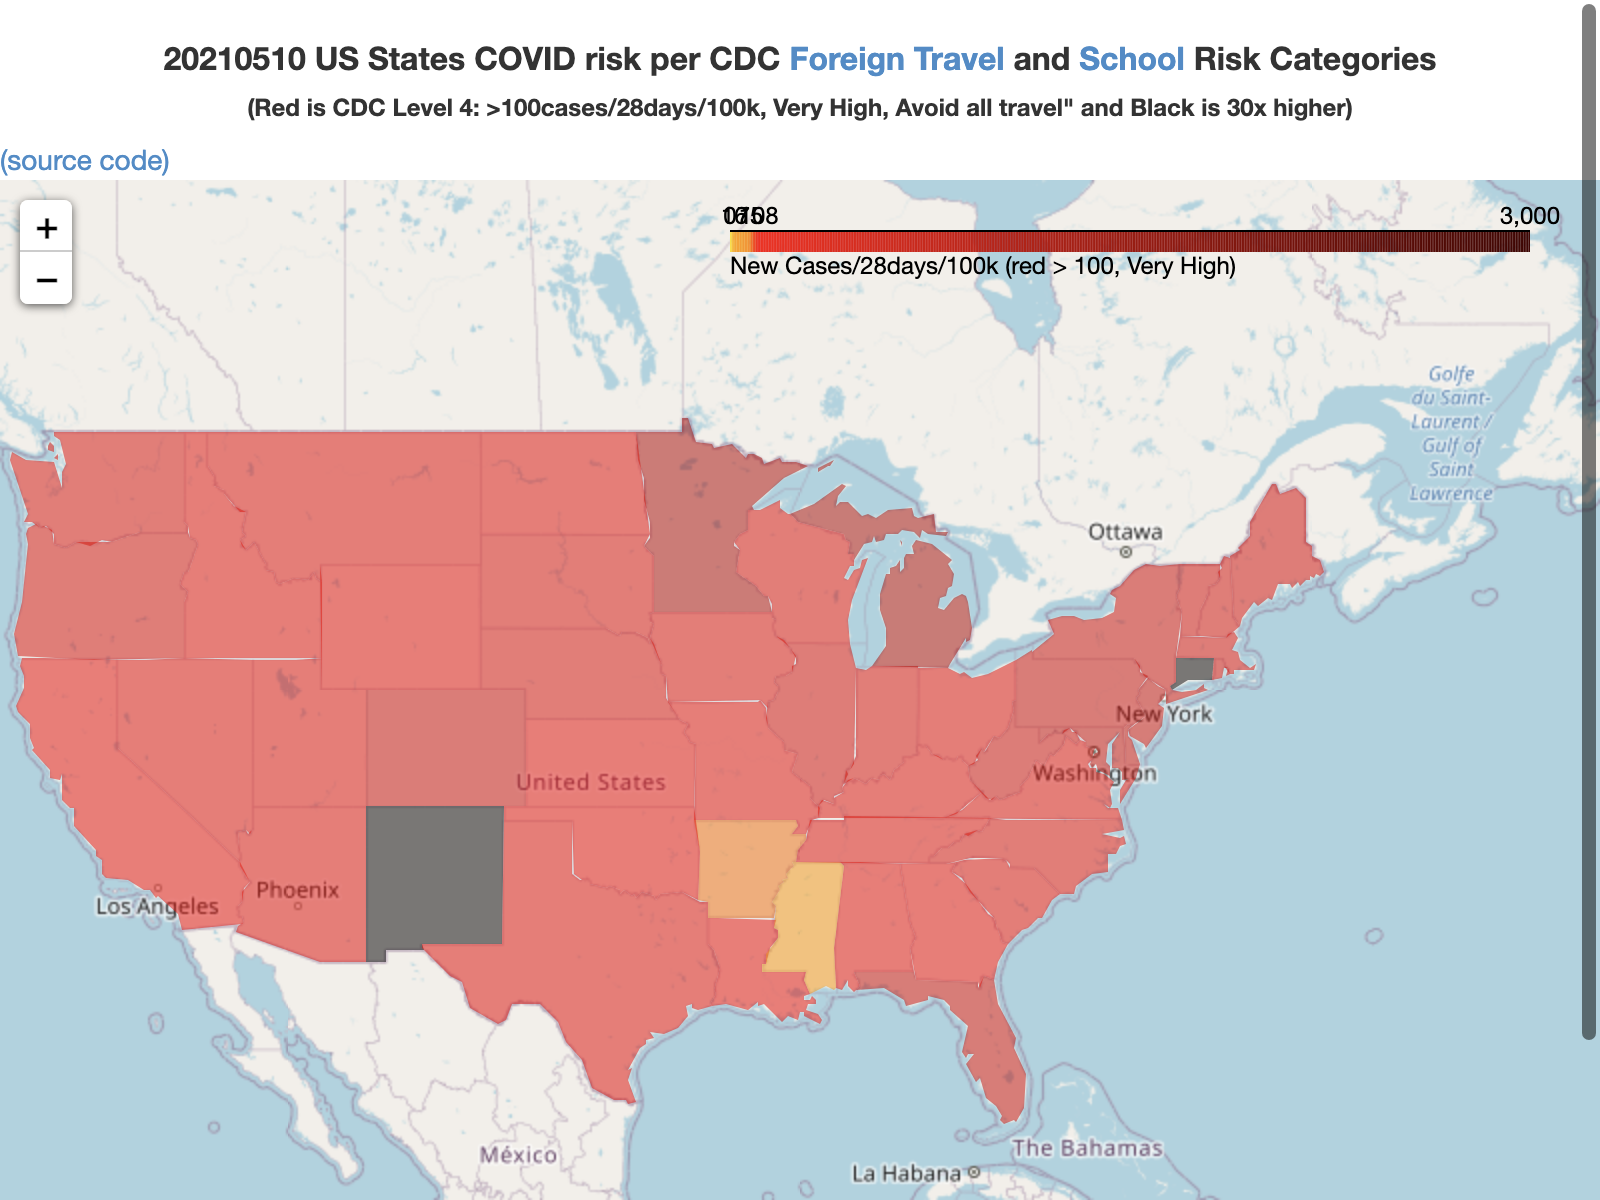 20210510 US States COVID risk per CDC Foreign Travel and School Risk Categories
(Red is CDC Level 4: >100cases/28days/100k, Very High, Avoid all travel" and Black is 30x higher)
(source code)
+
−
3,000
New Cases/28days/100k (red > 100, Very High)
Golfe
du Saint-
Laurent /
Gulf of
Saint
Lawrence
Ottawa
New York
Washington
United States
Phoenix
Los Angeles
The Bahamas
México
La Habana